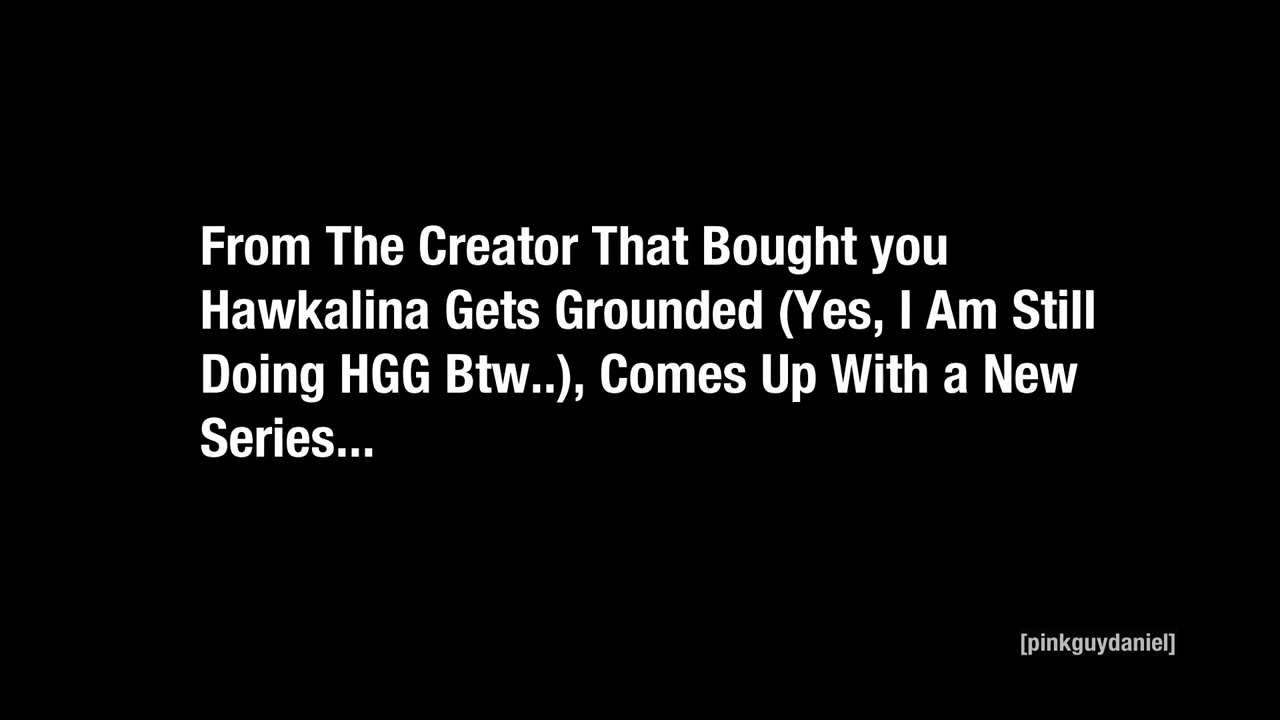 From The Creator That Bought you
Hawkalina Gets Grounded (Yes, I Am Still
Doing HGG Btw..), Comes Up With a New
Series...
[pinkguydaniel]